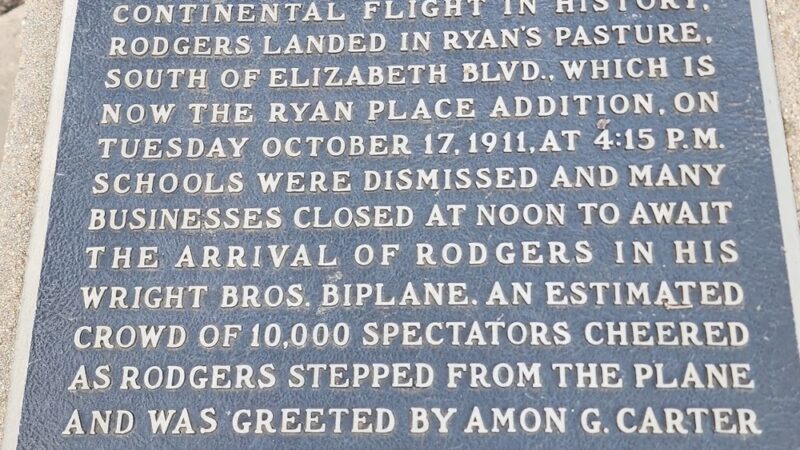 CONTINENTAL FLIGHT IN HISTORY,
RODGERS LANDED IN RYAN'S PASTURE,
SOUTH OF ELIZABETH BLVD., WHICH IS
NOW THE RYAN PLACE ADDITION, ON
TUESDAY OCTOBER 17, 1911, AT 4:15 P.M.
SCHOOLS WERE DISMISSED AND MANY
BUSINESSES CLOSED AT NOON TO AWAIT
THE ARRIVAL OF RODGERS IN HIS
WRIGHT BROS. BIPLANE. AN ESTIMATED
CROWD OF 10,000 SPECTATORS CHEERED
AS RODGERS STEPPED FROM THE PLANE
AND WAS GREETED BY AMON G. CARTER